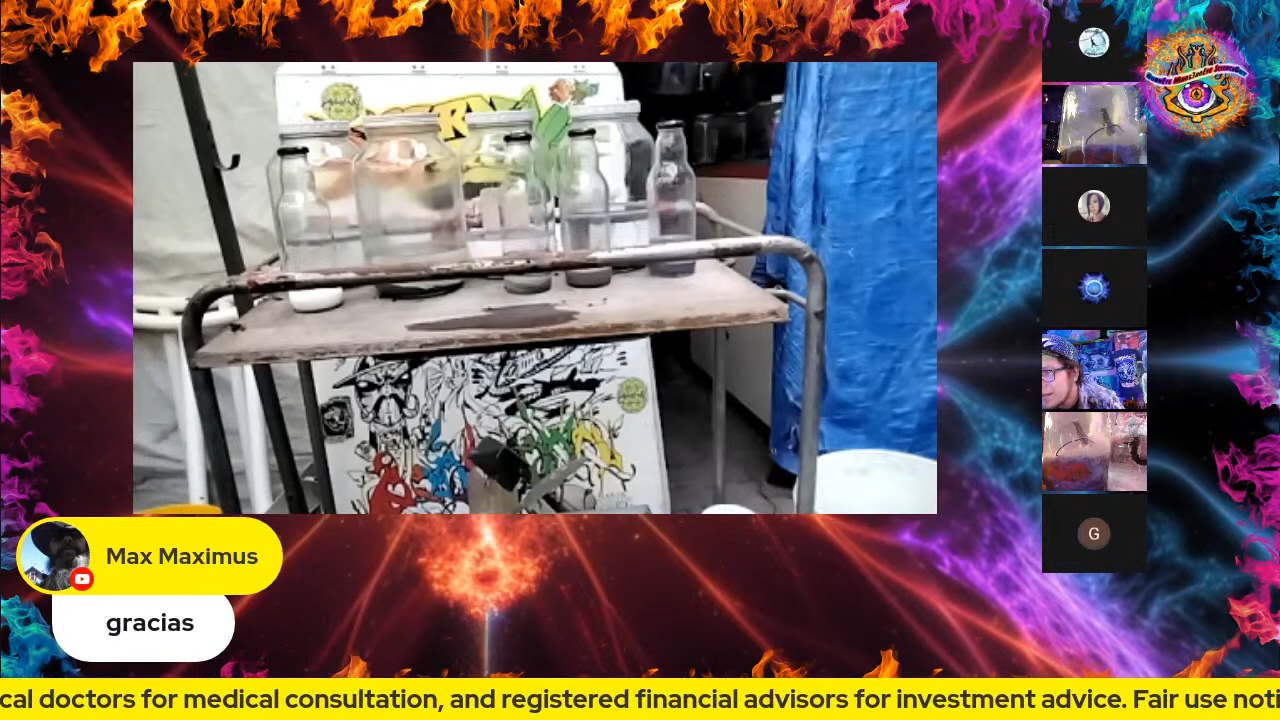 Max Maximus
gracias
G
cal doctors for medical consultation, and registered financial advisors for investment advice. Fair use noti